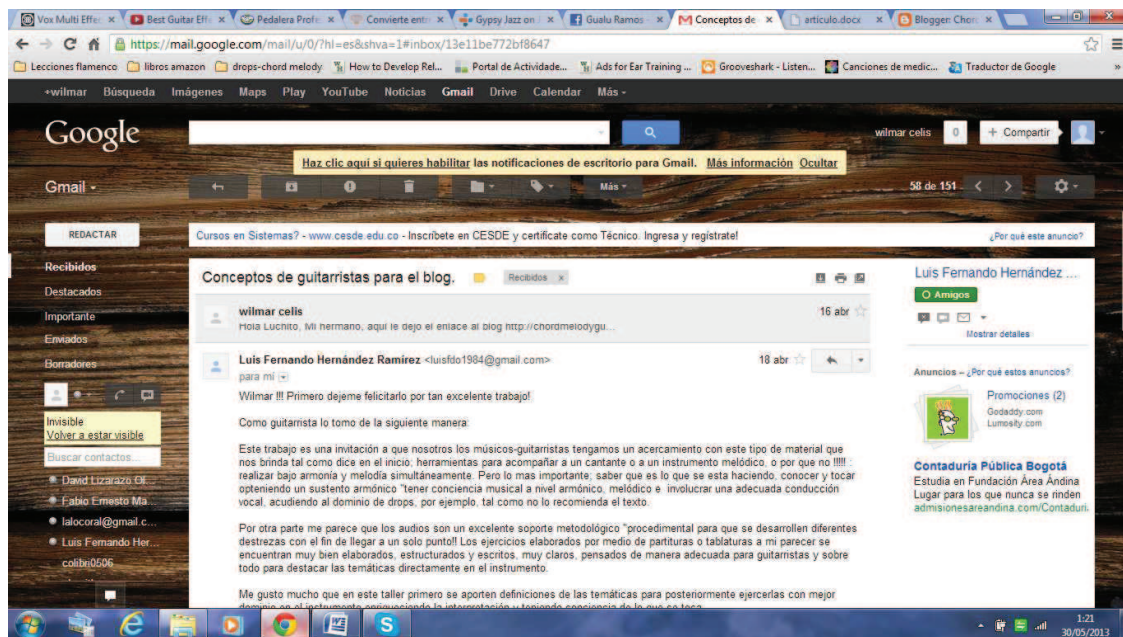 Vox Multi Effec
Best Guitar Effe
Pedalera Profe
Convierte entr
Gypsy Jazz on
Gualu Ramos -
Conceptos de
articulo.docx
Bloggen Chor
https://mail.google.com/mail/u/0/?hl=es&shva=1#inbox/13e11be772bf8647
Lecciones flamenco libros amazon drops-chord melody How to Develop Rel... Portal de Actividade... Ads for Ear Training ... Grooveshark - Listen... Canciones de medic... Traductor de Google »
+wilmar Búsqueda Imágenes Maps Play YouTube Noticias Gmail Drive Calendar Más
Google
wilmar celis 0 + Compartir
Haz clic aquí si quieres habilitar las notificaciones de escritorio para Gmail. Más información Ocultar
Gmail
Más
58 de 151
REDACTAR
Cursos en Sistemas? - www.cesde.edu.co - Inscríbete en CESDE y certificate como Técnico. Ingresa y regístrate!
¿Por qué este anuncio?
Recibidos
Destacados
Importante
Enviados
Borradores
Invisible
Volver a estar visible
Buscar contactos...
David Lizarazo Of...
Fabio Ernesto Ma...
lalocoral@gmail.c...
Luis Fernando Her...
colibri0506
Conceptos de guitarristas para el blog.
Recibidos x
wilmar celis
16 abr
Hola Luchito, Mi hermano, aquí le dejo el enlace al blog http://chordmelodygu...
Luis Fernando Hernández Ramírez <luisfdo1984@gmail.com>
18 abr
para mí
Wilmar !!! Primero dejeme felicitarlo por tan excelente trabajo!
Como guitarrista lo tomo de la siguiente manera:
Este trabajo es una invitación a que nosotros los músicos-guitarristas tengamos un acercamiento con este tipo de material que
nos brinda tal como dice en el inicio; herramientas para acompañar a un cantante o a un instrumento melódico, o por que no !!!!! :
realizar bajo armonía y melodía simultáneamente. Pero lo mas importante; saber que es lo que se esta haciendo, conocer y tocar
opteniendo un sustento armónico "tener conciencia musical a nivel armónico, melódico e involucrar una adecuada conducción
vocal, acudiendo al dominio de drops, por ejemplo, tal como no lo recomienda el texto.
Por otra parte me parece que los audios son un excelente soporte metodológico "procedimental para que se desarrollen diferentes
destrezas con el fin de llegar a un solo punto!! Los ejercicios elaborados por medio de partituras o tablaturas a mi parecer se
encuentran muy bien elaborados, estructurados y escritos, muy claros, pensados de manera adecuada para guitarristas y sobre
todo para destacar las temáticas directamente en el instrumento.
Me gusto mucho que en este taller primero se aporten definiciones de las temáticas para posteriormente ejercerlas con mejor
dominio en el instrumento enriqueciendo la interpretación y teniendo conciencia de lo que se toca.
Luis Fernando Hernández ...
Amigos
Mostrar detalles
Anuncios – ¿Por qué estos anuncios?
Promociones (2)
Godaddy.com
Lumosity.com
Contaduría Pública Bogotá
Estudia en Fundación Área Andina
Lugar para los que nunca se rinden
admisionesareandina.com/Contaduri.
1:21
30/05/2013